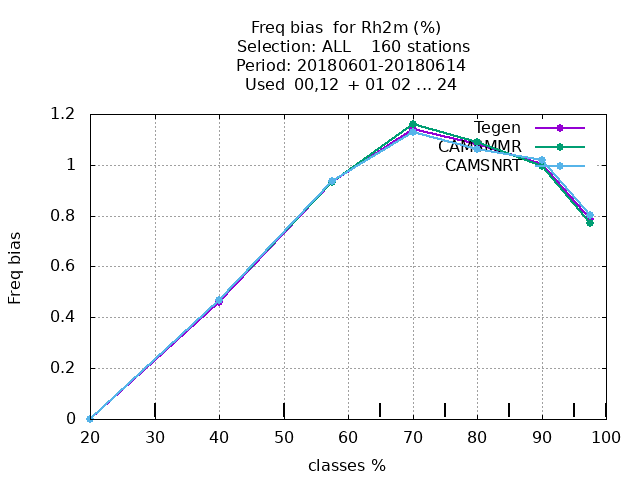 Freq bias  for Rh2m (%)
Selection: ALL    160 stations
Period: 20180601-20180614
Used  00,12  + 01 02 ... 24
Tegen
CAMSNRT
Freq bias
1.2
1
0.8
0.6
0.4
0.2
0
20 30 40 50 60 70 80 90 100
classes %